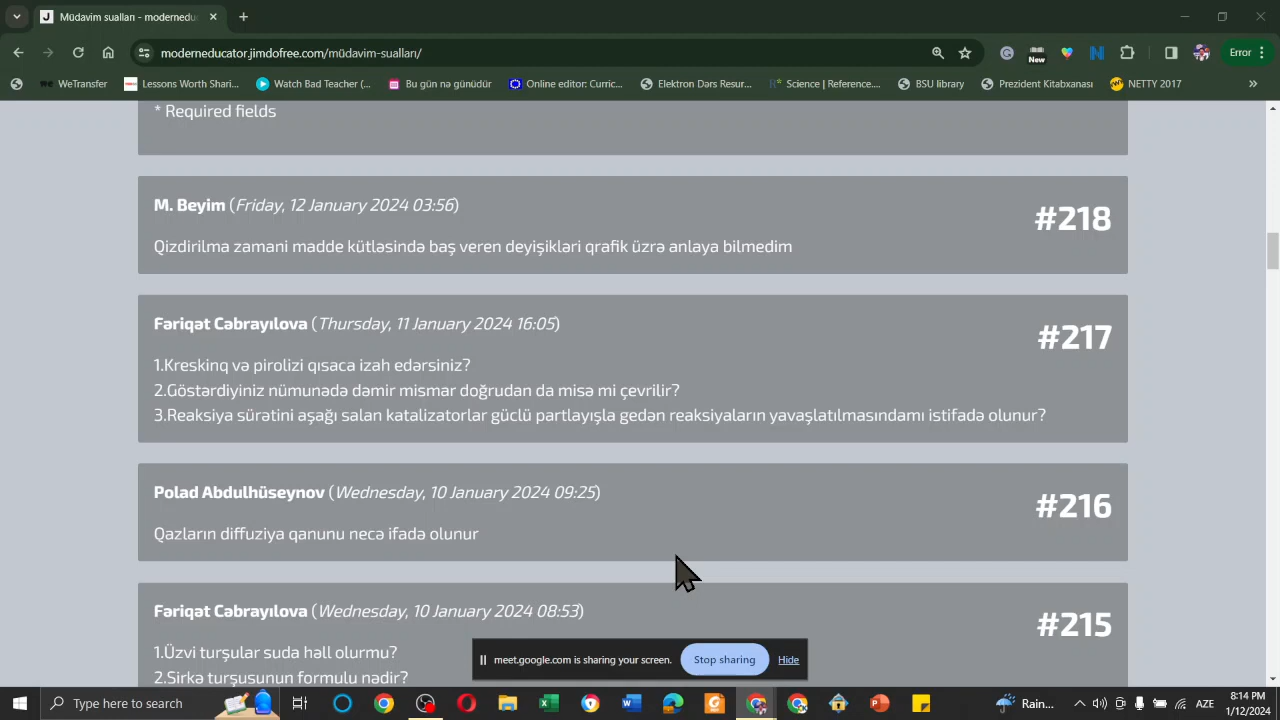 Müdavim sualları - modernedu
moderneducator.jimdofree.com/müdavim-sualları/
New
Error
WeTransfer
Lessons Worth Shari...
Watch Bad Teacher (...
Bu gün nə günüdür
Online editor: Curric...
Elektron Dərs Resur...
Science | Reference....
BSU library
Prezident Kitabxanası
NETTY 2017
* Required fields
M. Beyim (Friday, 12 January 2024 03:56)
#218
Qizdirilma zamani madde kütləsində baş veren deyişikləri qrafik üzrə anlaya bilmedim
Fəriqət Cəbrayılova (Thursday, 11 January 2024 16:05)
#217
1.Kreskinq və pirolizi qısaca izah edərsiniz?
2.Göstərdiyiniz nümunədə dəmir mismar doğrudan da misə mi çevrilir?
3.Reaksiya sürətini aşağı salan katalizatorlar güclü partlayışla gedən reaksiyaların yavaşlatılmasındamı istifadə olunur?
Polad Abdulhüseynov (Wednesday, 10 January 2024 09:25)
#216
Qazların diffuziya qanunu necə ifadə olunur
Fəriqət Cəbrayılova (Wednesday, 10 January 2024 08:53)
#215
1.Üzvi turşular suda həll olurmu?
2.Sirkə turşusunun formulu nədir?
meet.google.com is sharing your screen.
Stop sharing
Hide
Type here to search
Rain...
AZE
8:14 PM
1/12/2024